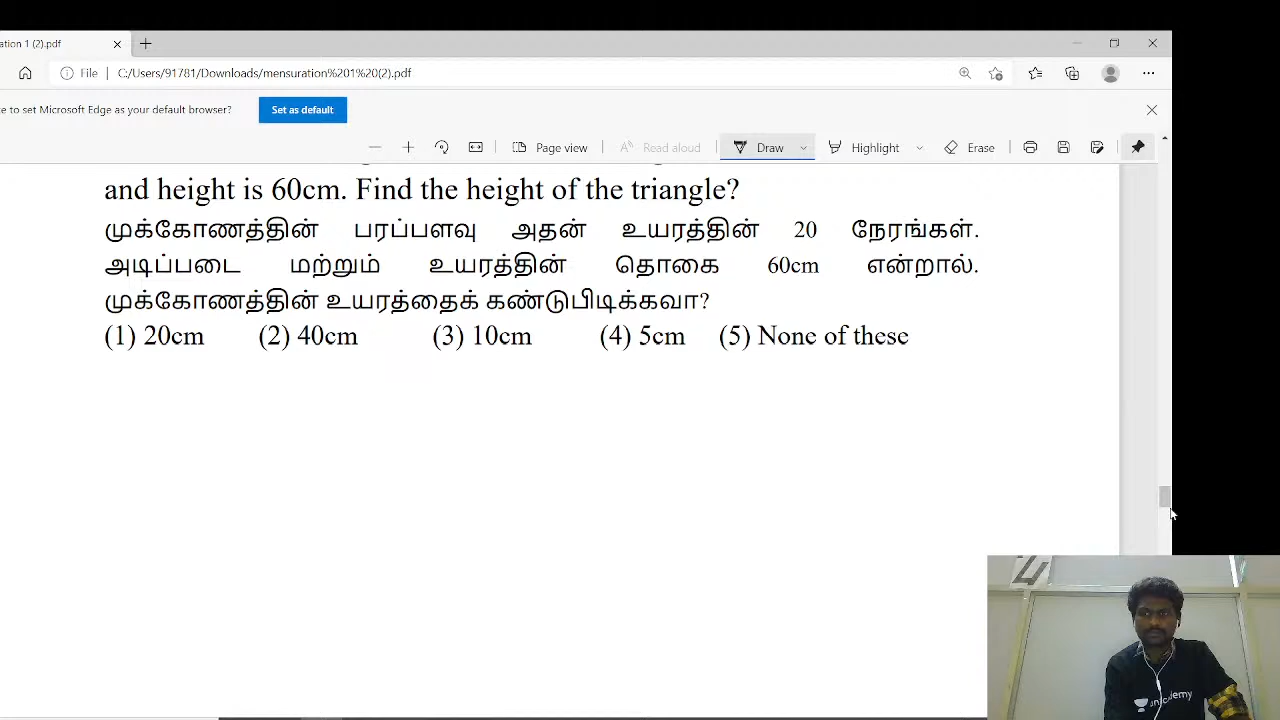 ation 1 (2).pdf
File C:/Users/91781/Downloads/mensuration%201%20(2).pdf
e to set Microsoft Edge as your default browser? Set as default
Page view Read aloud Draw Highlight Erase
and height is 60cm. Find the height of the triangle?
முக்கோணத்தின் பரப்பளவு அதன் உயரத்தின் 20 நேரங்கள்.
அடிப்படை மற்றும் உயரத்தின் தொகை 60cm என்றால்.
முக்கோணத்தின் உயரத்தைக் கண்டுபிடிக்கவா?
(1) 20cm (2) 40cm (3) 10cm (4) 5cm (5) None of these